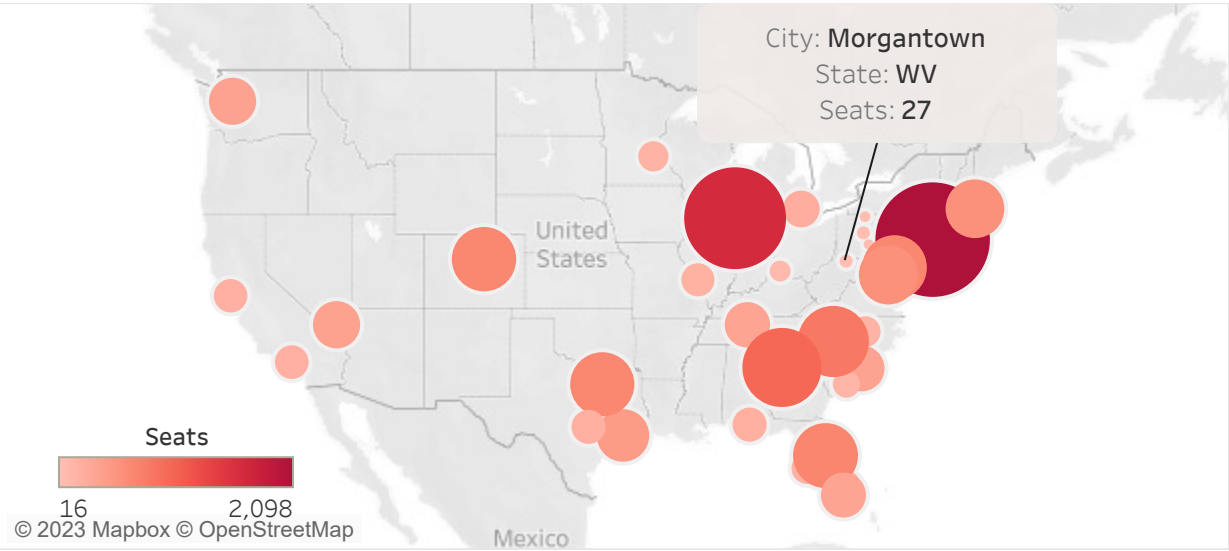 City: Morgantown
State: WV
Seats: 27
United
States
Seats
16 2,098
© 2023 Mapbox © OpenStreetMap
Mexico